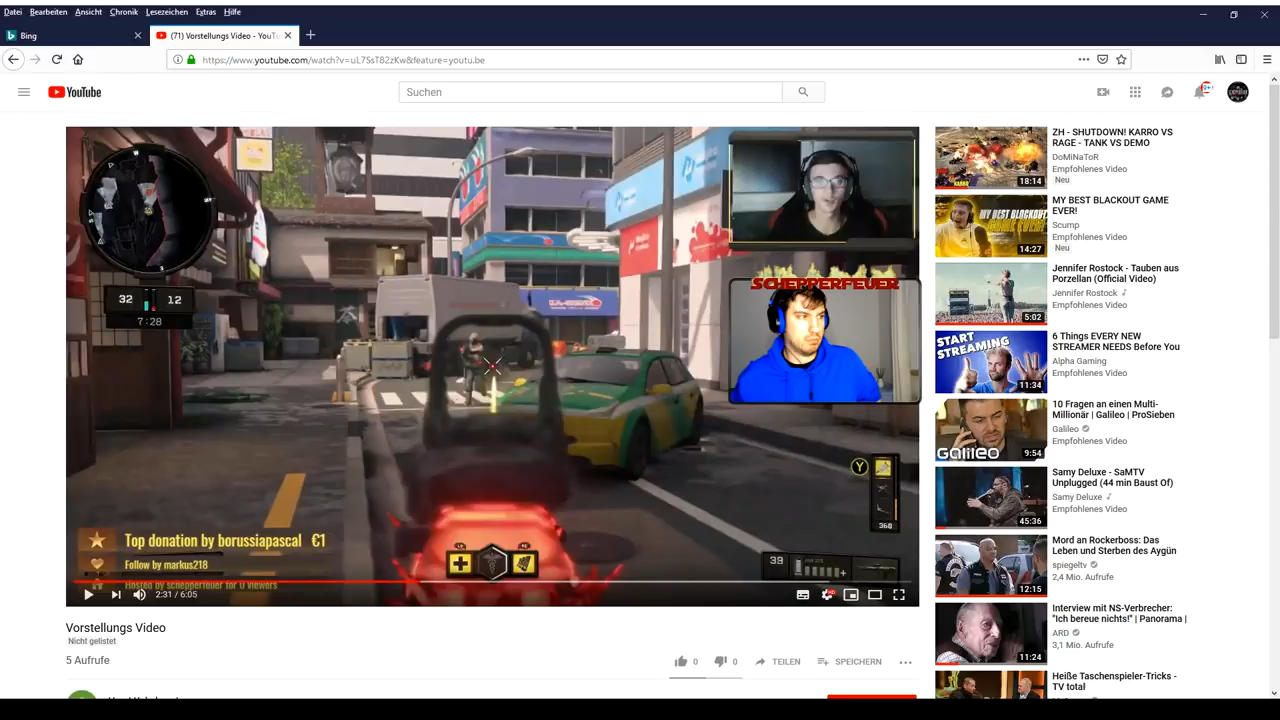 Datei Bearbeiten Ansicht Chronik Lesezeichen Extras Hilfe
Bing
(71) Vorstellungs Video - YouTu
https://www.youtube.com/watch?v=uL7SsT82zKw&feature=youtu.be
YouTube
Suchen
32 12
7:28
SCHEPPERFEUER
Y
368
39
Top donation by borussiapascal €1
Follow by markus218
Hosted by schepperfeuer for 0 viewers
2:31 / 6:05
HD
Vorstellungs Video
Nicht gelistet
5 Aufrufe
0 0 TEILEN SPEICHERN
ZH - SHUTDOWN! KARRO VS
RAGE - TANK VS DEMO
DoMiNaToR
Empfohlenes Video
Neu
KARRO
18:14
MY BEST BLACKOUT GAME
EVER!
Scump
Empfohlenes Video
Neu
MY BEST BLACKOUT
GAME EVER!
14:27
Jennifer Rostock - Tauben aus
Porzellan (Official Video)
Jennifer Rostock
Empfohlenes Video
5:02
6 Things EVERY NEW
STREAMER NEEDS Before You
Alpha Gaming
Empfohlenes Video
START
STREAMING
11:34
10 Fragen an einen Multi-
Millionär | Galileo | ProSieben
Galileo
Empfohlenes Video
GALILEO
9:54
Samy Deluxe - SaMTV
Unplugged (44 min Baust Of)
Samy Deluxe
Empfohlenes Video
45:36
Mord an Rockerboss: Das
Leben und Sterben des Aygün
spiegeltv
2,4 Mio. Aufrufe
12:15
Interview mit NS-Verbrecher:
"Ich bereue nichts!" | Panorama |
ARD
3,1 Mio. Aufrufe
11:24
Heiße Taschenspieler-Tricks -
TV total